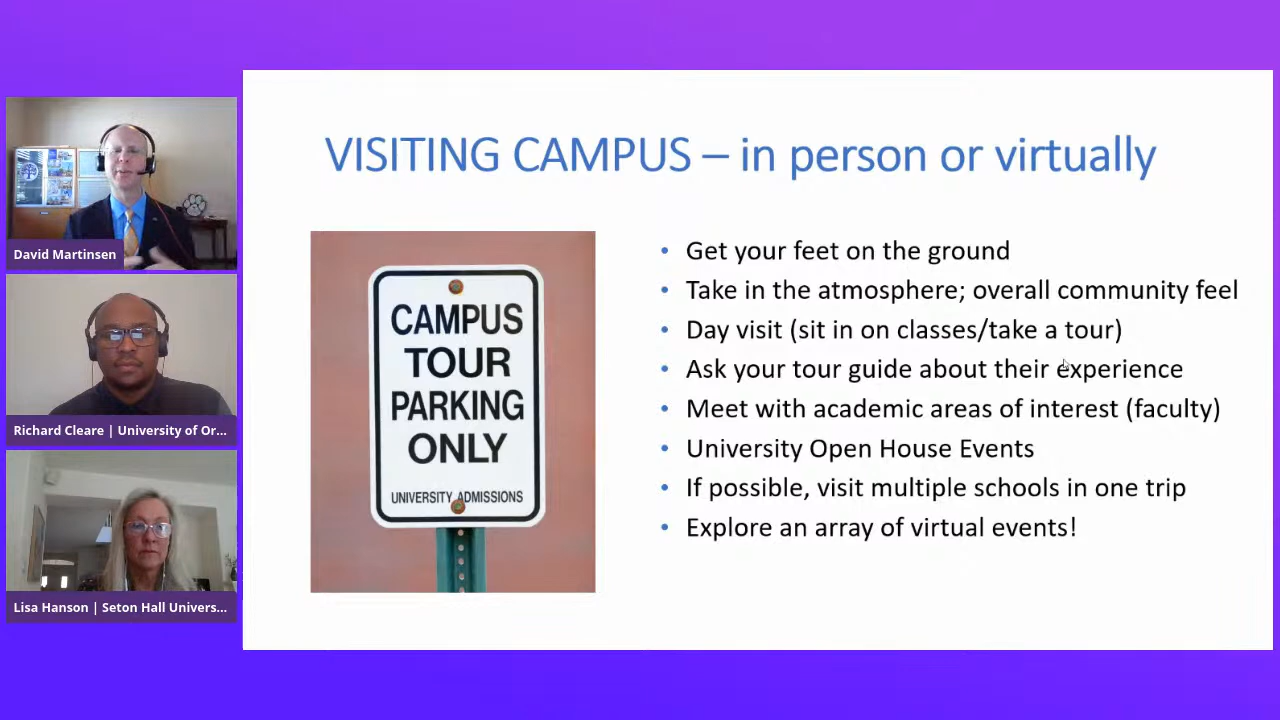 VISITING CAMPUS – in person or virtually
David Martinsen
Richard Cleare | University of Or...
Lisa Hanson | Seton Hall Univers...
CAMPUS
TOUR
PARKING
ONLY
UNIVERSITY ADMISSIONS
• Get your feet on the ground
• Take in the atmosphere; overall community feel
• Day visit (sit in on classes/take a tour)
• Ask your tour guide about their experience
• Meet with academic areas of interest (faculty)
• University Open House Events
• If possible, visit multiple schools in one trip
• Explore an array of virtual events!